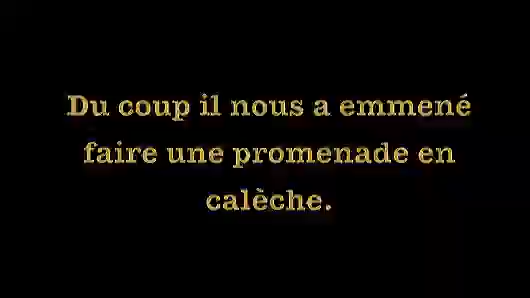 Du coup il nous a emmené
faire une promenade en
calèche.